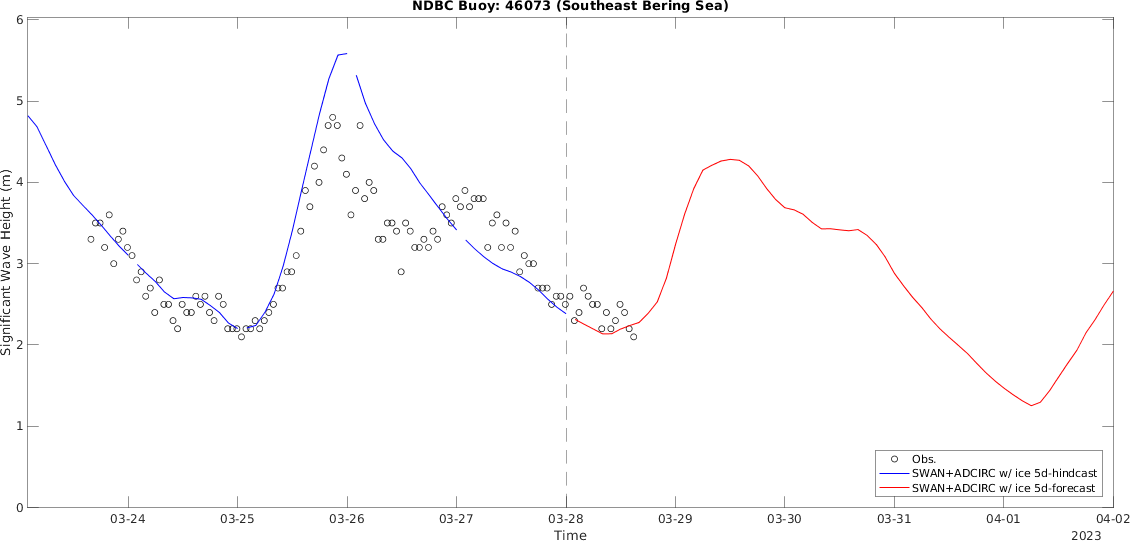 NDBC Buoy: 46073 (Southeast Bering Sea)
6
5
4
3
2
1
0
Significant Wave Height (m)
Obs.
SWAN+ADCIRC w/ ice 5d-hindcast
SWAN+ADCIRC w/ ice 5d-forecast
03-24 03-25 03-26 03-27 03-28 03-29 03-30 03-31 04-01 04-02
Time
2023